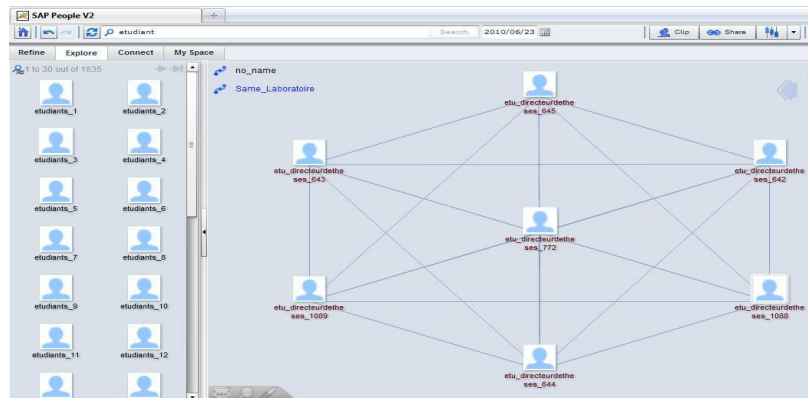 SAP People V2
etudiant
Search
2010/06/23
Clip
Share
Refine
Explore
Connect
My Space
1 to 30 out of 1635
etudiants_1
etudiants_2
etudiants_3
etudiants_4
etudiants_5
etudiants_6
etudiants_7
etudiants_8
etudiants_9
etudiants_10
etudiants_11
etudiants_12
no_name
Same_Laboratoire
etu_directeurdethe
ses_645
etu_directeurdethe
ses_643
etu_directeurdethe
ses_642
etu_directeurdethe
ses_772
etu_directeurdethe
ses_1089
etu_directeurdethe
ses_1088
etu_directeurdethe
ses_644